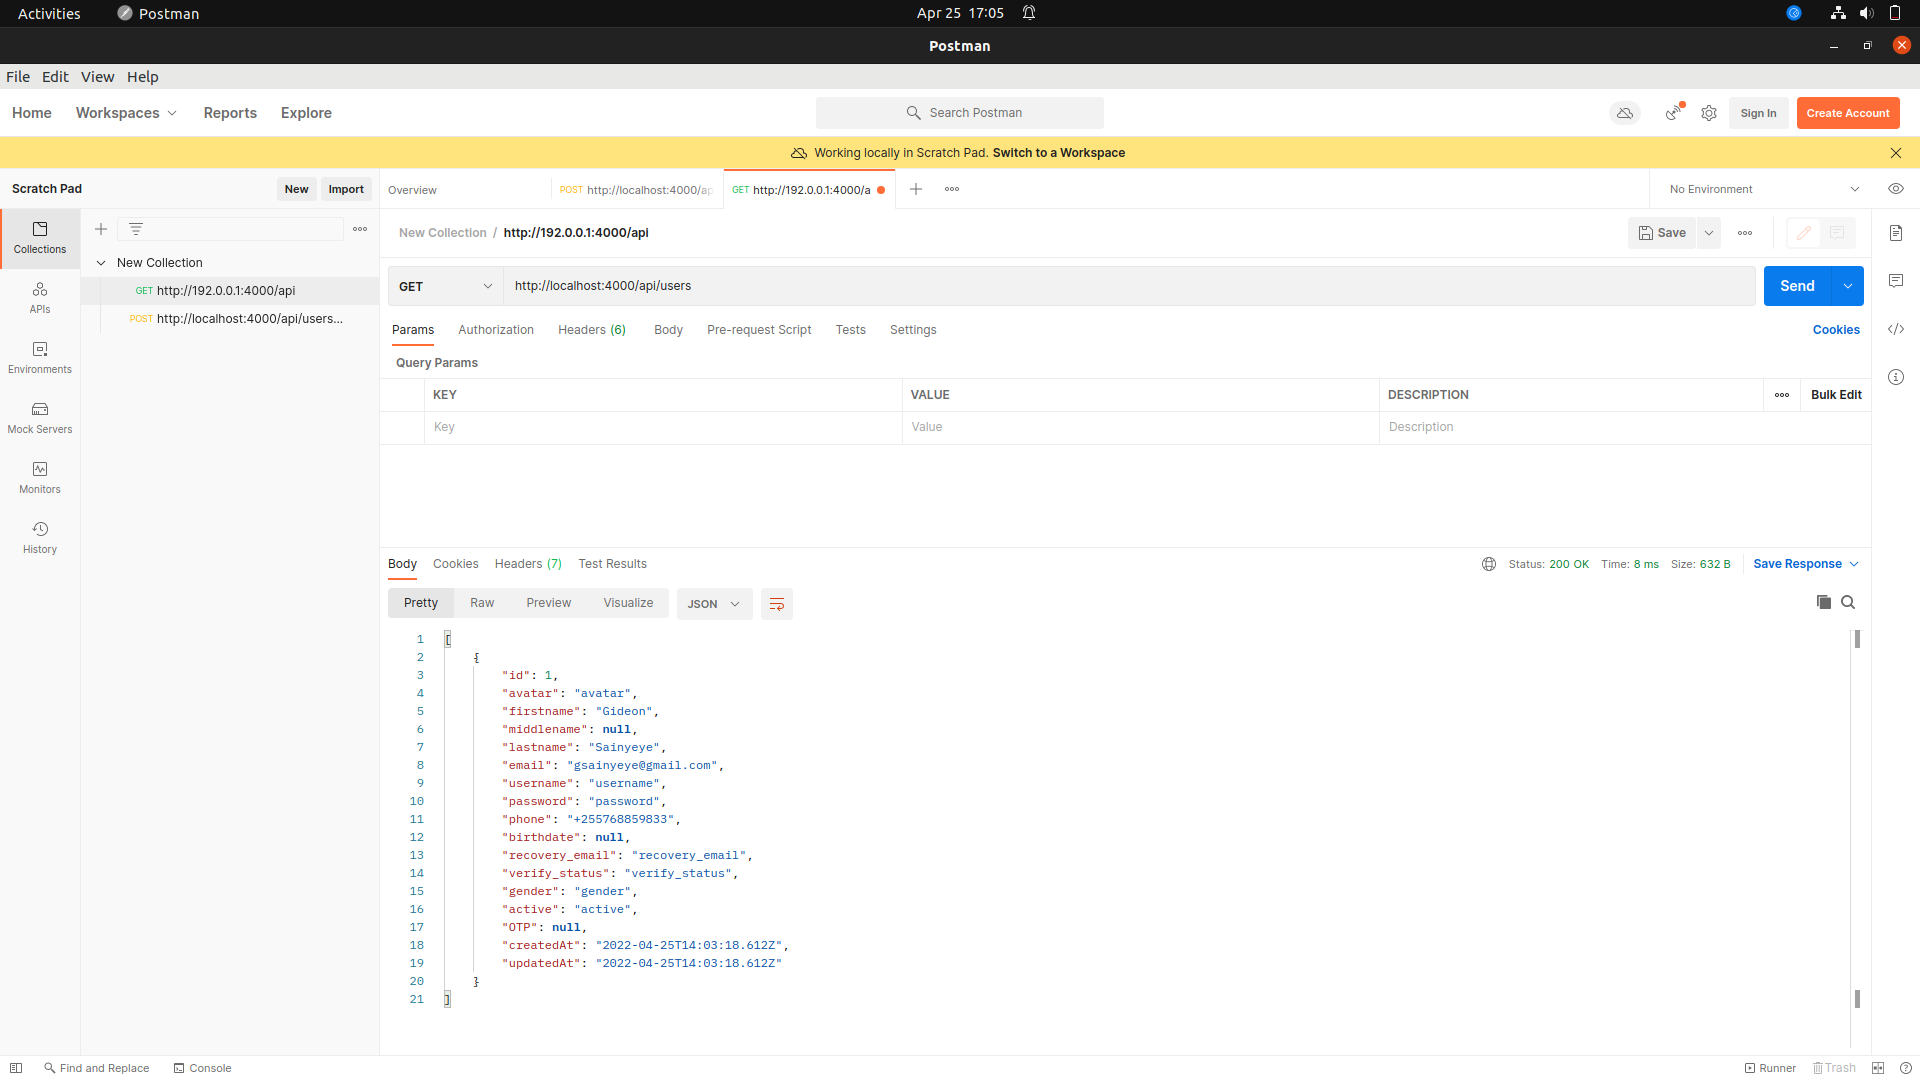 Activities Postman Apr 25 17:05
Postman
File Edit View Help
Home Workspaces Reports Explore Search Postman Sign In Create Account
Working locally in Scratch Pad. Switch to a Workspace
Scratch Pad New Import Overview POST http://localhost:4000/ap GET http://192.0.0.1:4000/a No Environment
Collections
APIs
Environments
Mock Servers
Monitors
History
New Collection
GET http://192.0.0.1:4000/api
POST http://localhost:4000/api/users...
New Collection / http://192.0.0.1:4000/api Save
GET http://localhost:4000/api/users Send
Params Authorization Headers (6) Body Pre-request Script Tests Settings Cookies
Query Params
KEY VALUE DESCRIPTION Bulk Edit
Key Value Description
Body Cookies Headers (7) Test Results Status: 200 OK Time: 8 ms Size: 632 B Save Response
Pretty Raw Preview Visualize JSON
1 [
2 {
3 "id": 1,
4 "avatar": "avatar",
5 "firstname": "Gideon",
6 "middlename": null,
7 "lastname": "Sainyeye",
8 "email": "gsainyeye@gmail.com",
9 "username": "username",
10 "password": "password",
11 "phone": "+255768859833",
12 "birthdate": null,
13 "recovery_email": "recovery_email",
14 "verify_status": "verify_status",
15 "gender": "gender",
16 "active": "active",
17 "OTP": null,
18 "createdAt": "2022-04-25T14:03:18.612Z",
19 "updatedAt": "2022-04-25T14:03:18.612Z"
20 }
21 ]
Find and Replace Console Runner Trash